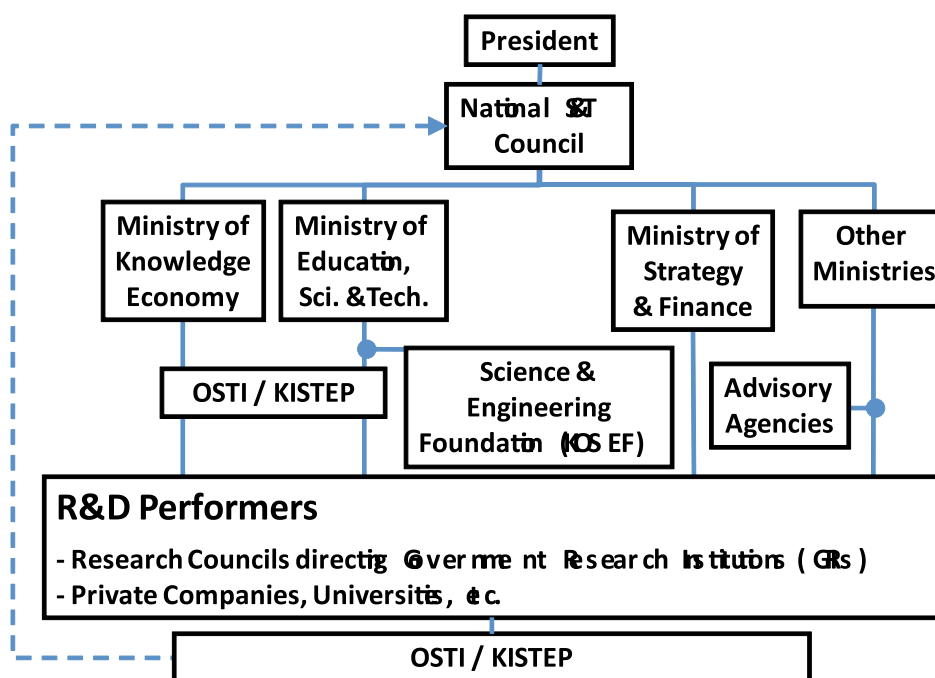 President
National S&T
Council
Ministry of
Knowledge
Economy
Ministry of
Education,
Sci. &Tech.
Ministry of
Strategy
& Finance
Other
Ministries
OSTI / KISTEP
Science &
Engineering
Foundation (KOSEF)
Advisory
Agencies
R&D Performers
- Research Councils directing Government Research Institutions (GRIs)
- Private Companies, Universities, etc.
OSTI / KISTEP